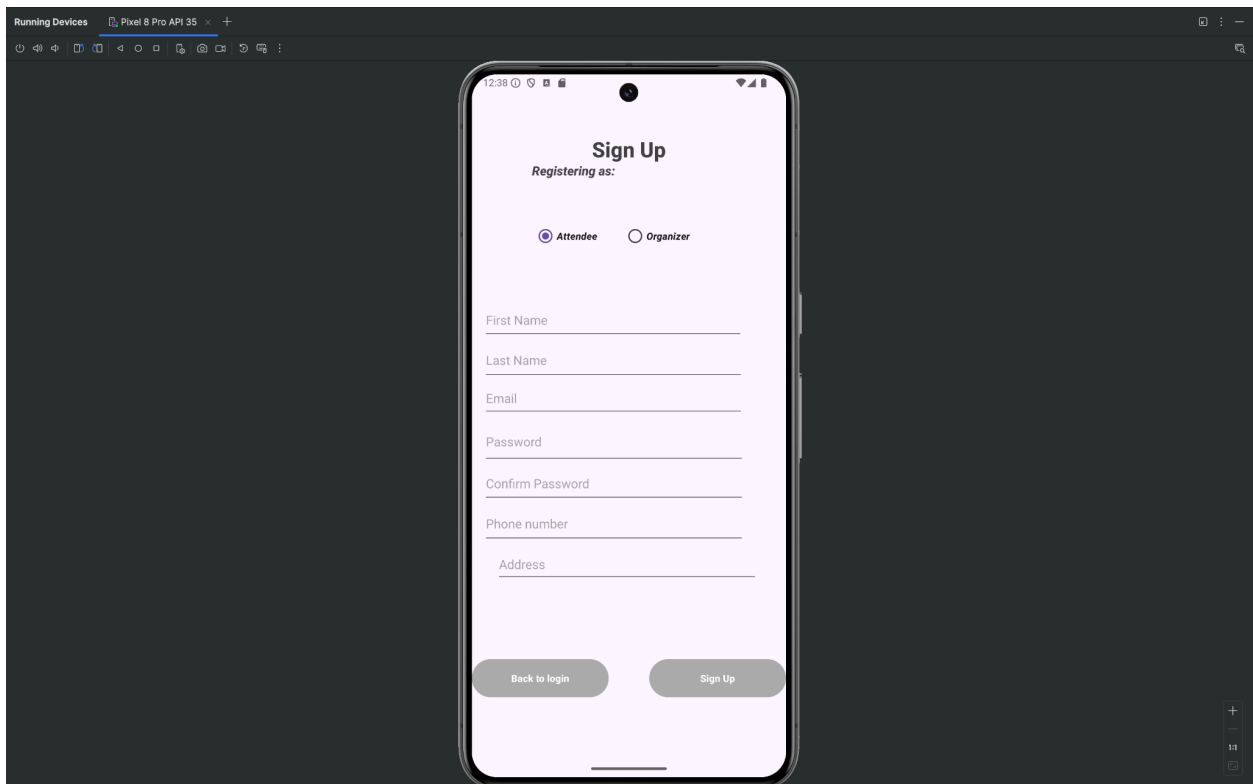 Running Devices Pixel 8 Pro API 35
12:38
Sign Up
Registering as:
Attendee Organizer
First Name
Last Name
Email
Password
Confirm Password
Phone number
Address
Back to login Sign Up
1:1